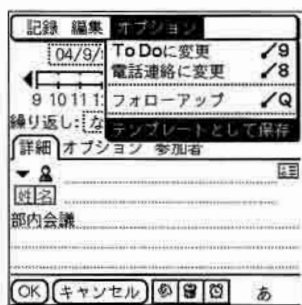 記録 編集 オプション
04/9/
To Doに変更 ／9
電話連絡に変更 ／8
9 10 11 1
フォローアップ ／Q
繰り返し: な
テンプレートとして保存
詳細 オプション 参加者
姓名
部内会議
OK キャンセル あ